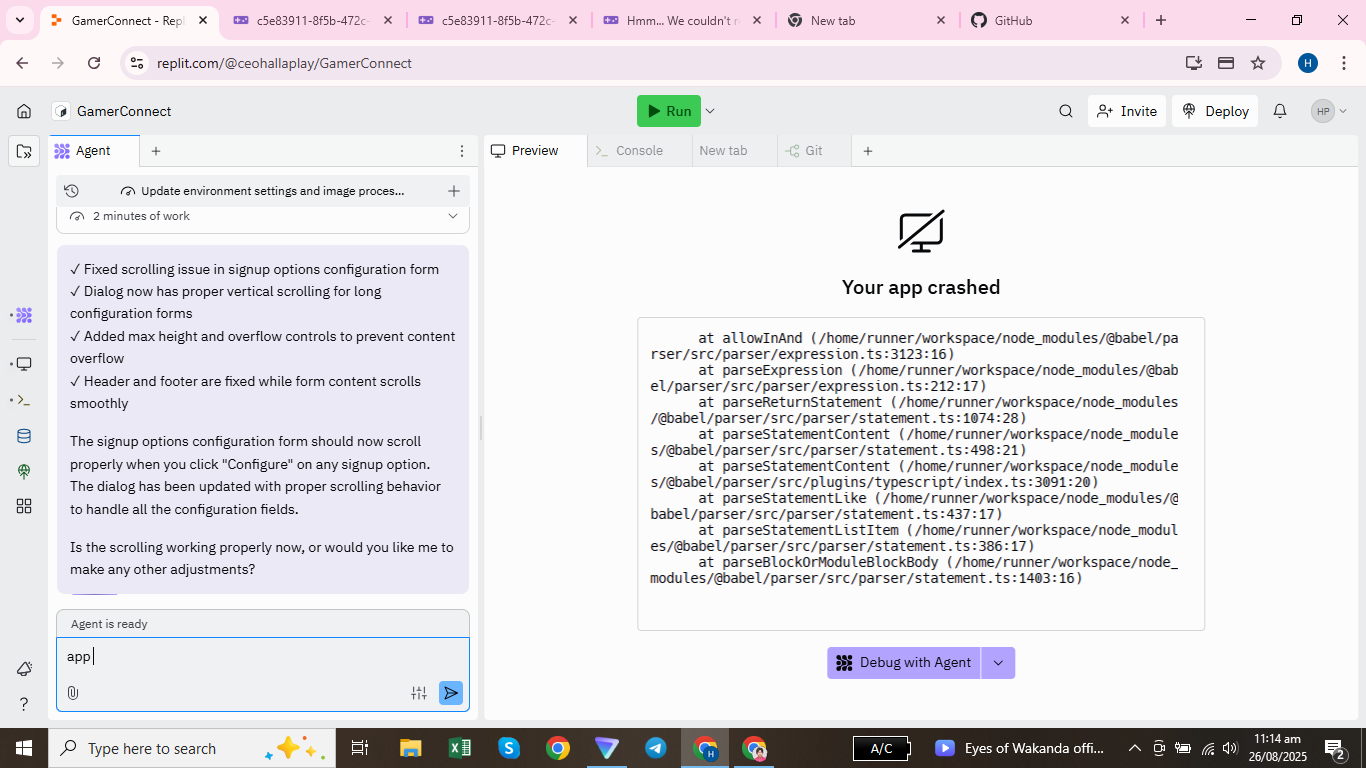 GamerConnect - Repl
c5e83911-8f5b-472c-
c5e83911-8f5b-472c-
Hmm... We couldn't r
New tab
GitHub
replit.com/@ceohallaplay/GamerConnect
H
GamerConnect
Run
Invite
Deploy
HP
Agent
Preview
Console
New tab
Git
Update environment settings and image proces...
2 minutes of work
✓ Fixed scrolling issue in signup options configuration form
✓ Dialog now has proper vertical scrolling for long
configuration forms
✓ Added max height and overflow controls to prevent content
overflow
✓ Header and footer are fixed while form content scrolls
smoothly
The signup options configuration form should now scroll
properly when you click "Configure" on any signup option.
The dialog has been updated with proper scrolling behavior
to handle all the configuration fields.
Is the scrolling working properly now, or would you like me to
make any other adjustments?
Agent is ready
app
Your app crashed
at allowInAnd (/home/runner/workspace/node_modules/@babel/pa
rser/src/parser/expression.ts:3123:16)
at parseExpression (/home/runner/workspace/node_modules/@bab
el/parser/src/parser/expression.ts:212:17)
at parseReturnStatement (/home/runner/workspace/node_modules
/@babel/parser/src/parser/statement.ts:1074:28)
at parseStatementContent (/home/runner/workspace/node_module
s/@babel/parser/src/parser/statement.ts:498:21)
at parseStatementContent (/home/runner/workspace/node_module
s/@babel/parser/src/plugins/typescript/index.ts:3091:20)
at parseStatementLike (/home/runner/workspace/node_modules/@
babel/parser/src/parser/statement.ts:437:17)
at parseStatementListItem (/home/runner/workspace/node_modul
es/@babel/parser/src/parser/statement.ts:386:17)
at parseBlockOrModuleBlockBody (/home/runner/workspace/node_
modules/@babel/parser/src/parser/statement.ts:1403:16)
Debug with Agent
Type here to search
H
A/C
Eyes of Wakanda offi...
11:14 am
26/08/2025
2